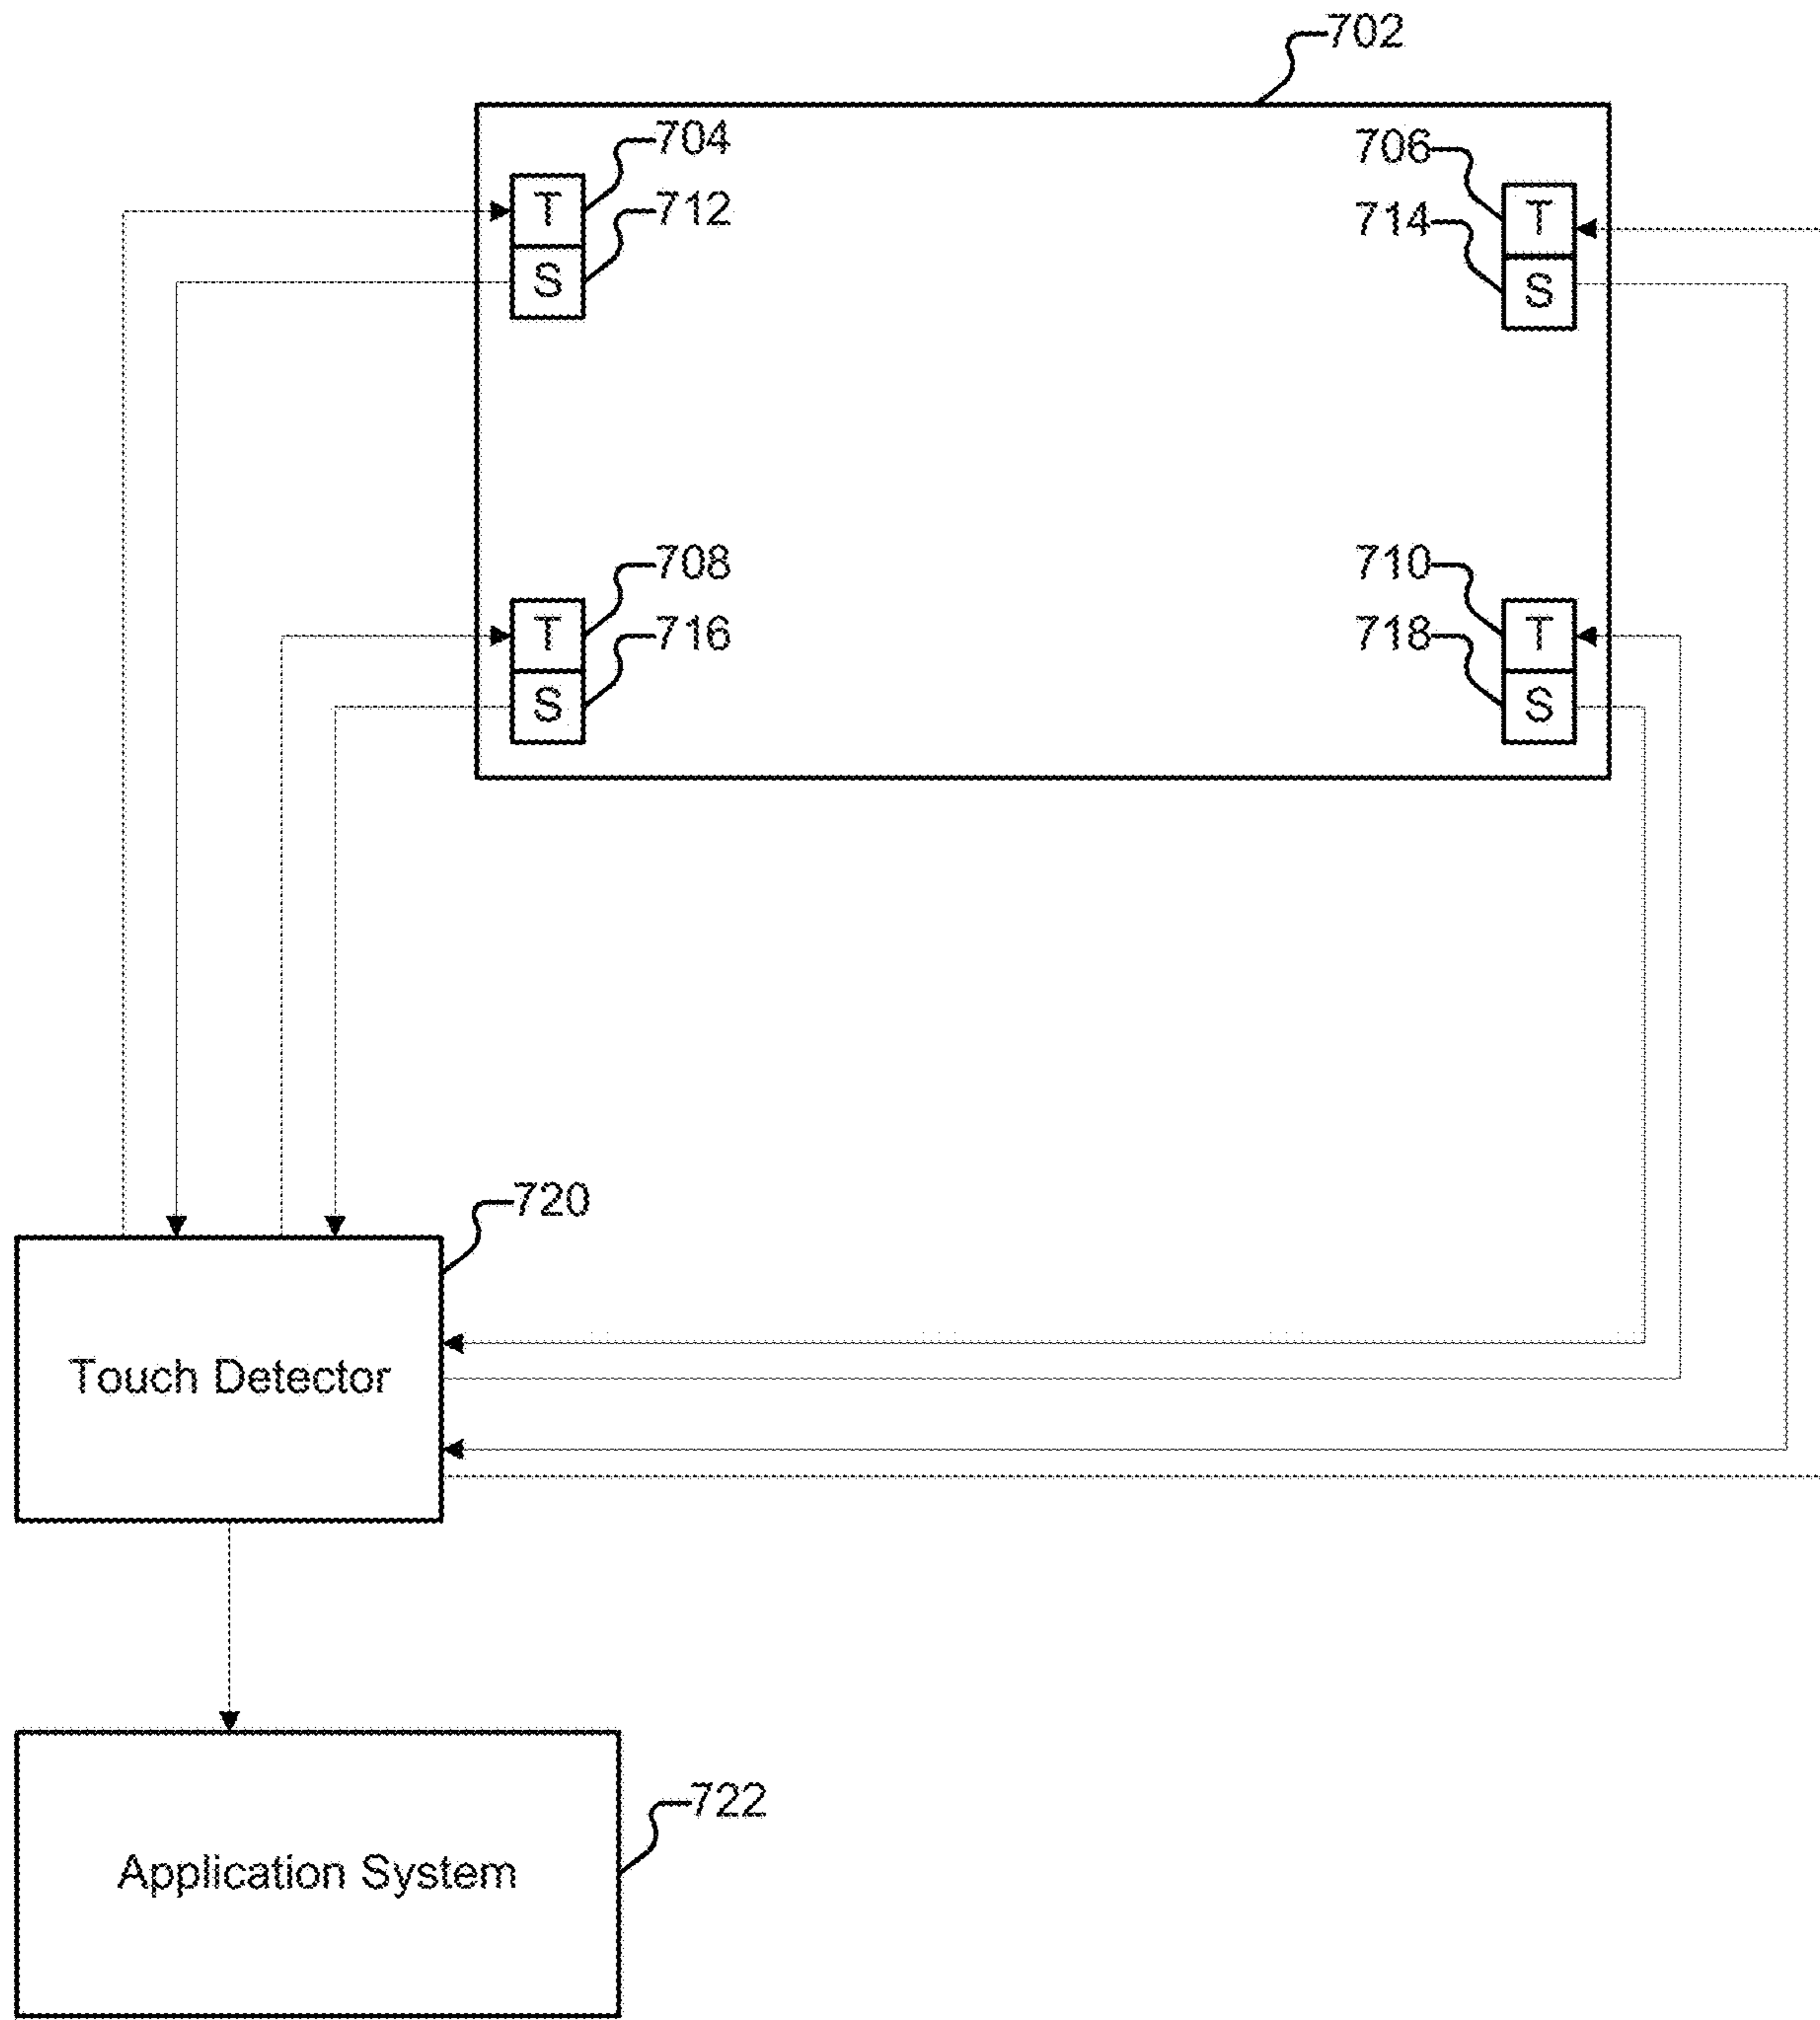 702
704
706
T
T
712
714
S
S
708
710
T
T
716
718
S
S
720
Touch Detector
722
Application System